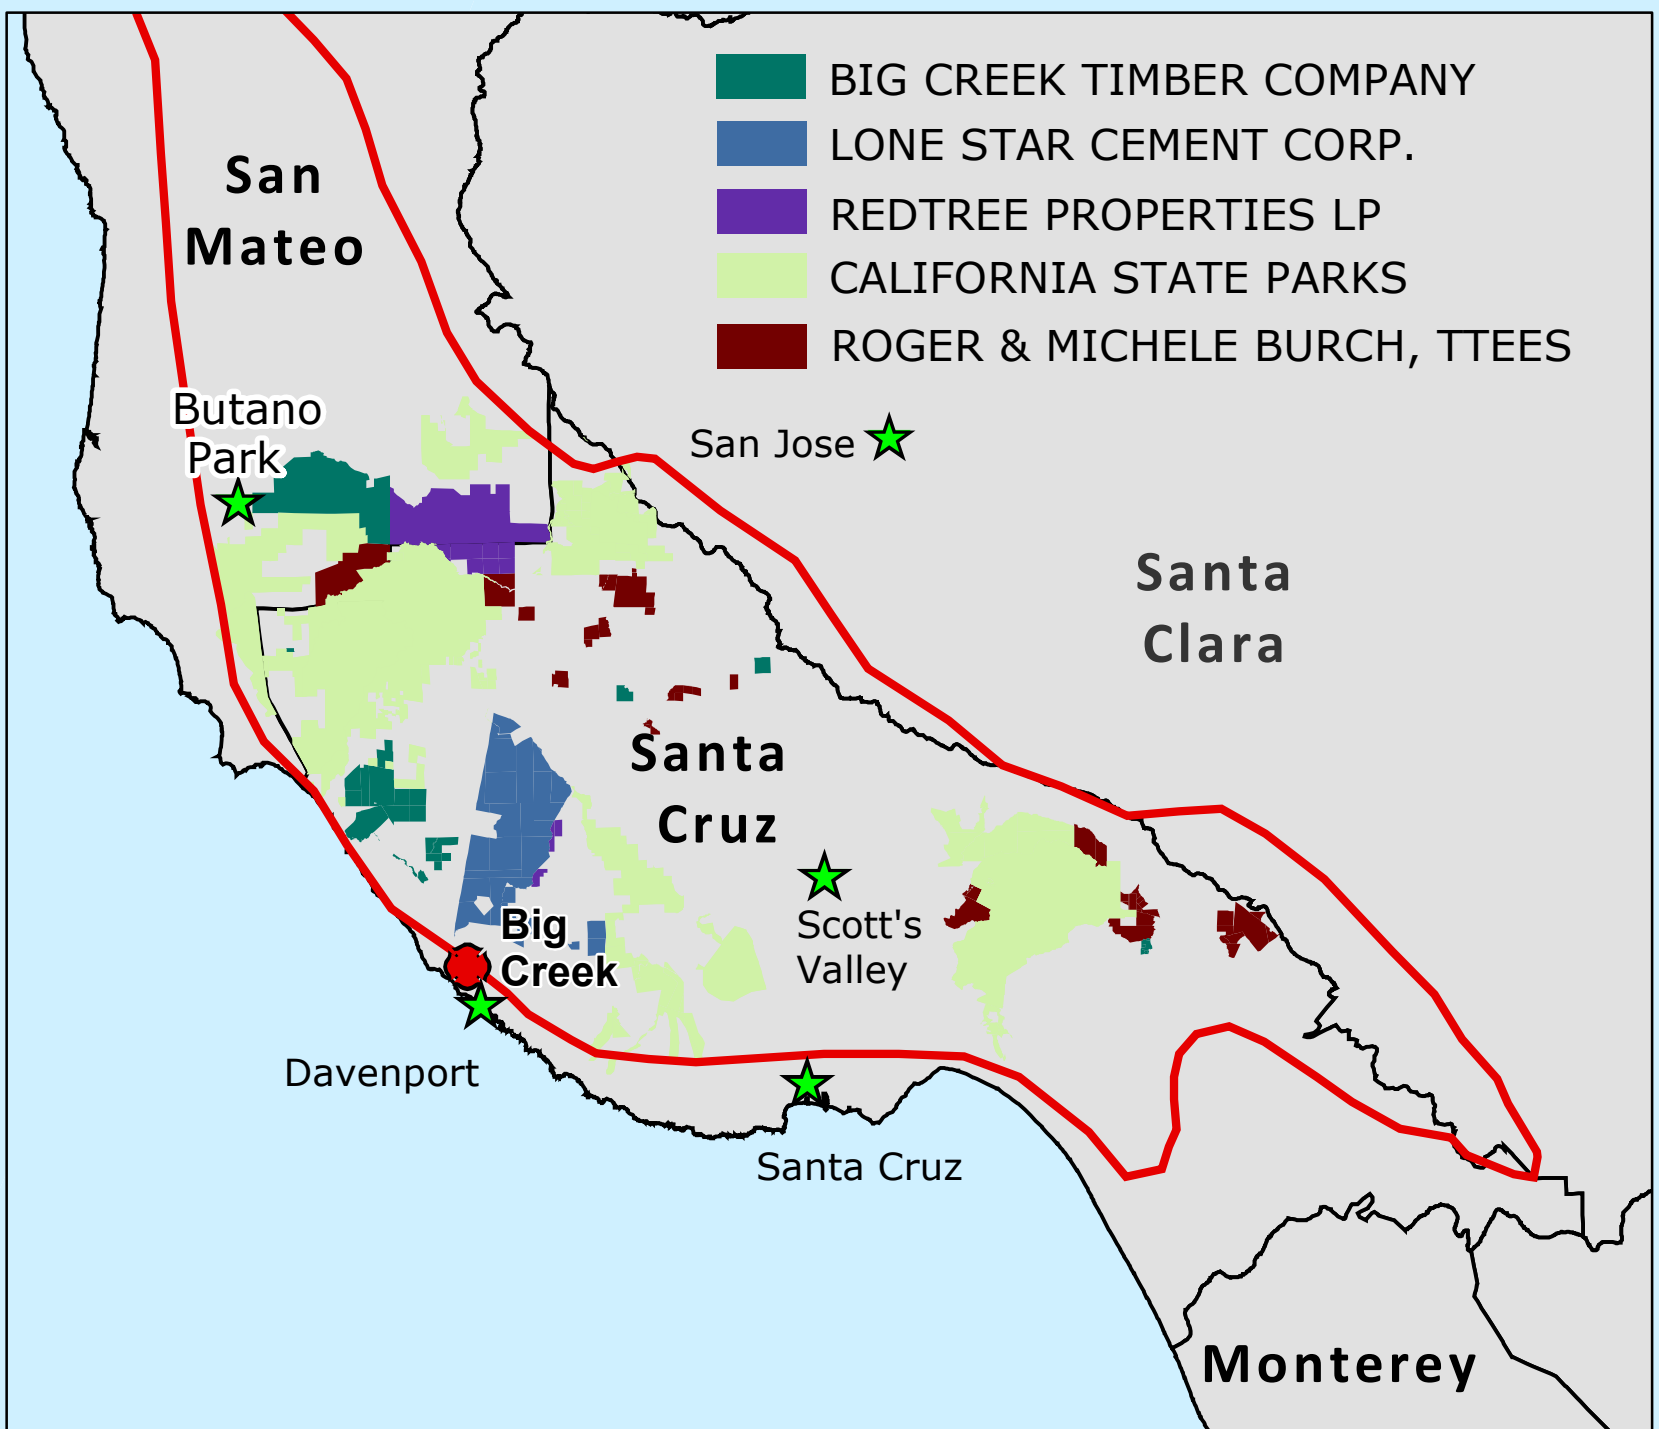 BIG CREEK TIMBER COMPANY
LONE STAR CEMENT CORP.
REDTREE PROPERTIES LP
CALIFORNIA STATE PARKS
ROGER & MICHELE BURCH, TTEES
San
Mateo
Butano
Park
San Jose
Santa
Clara
Santa
Cruz
Scott's
Valley
Big
Creek
Davenport
Santa Cruz
Monterey